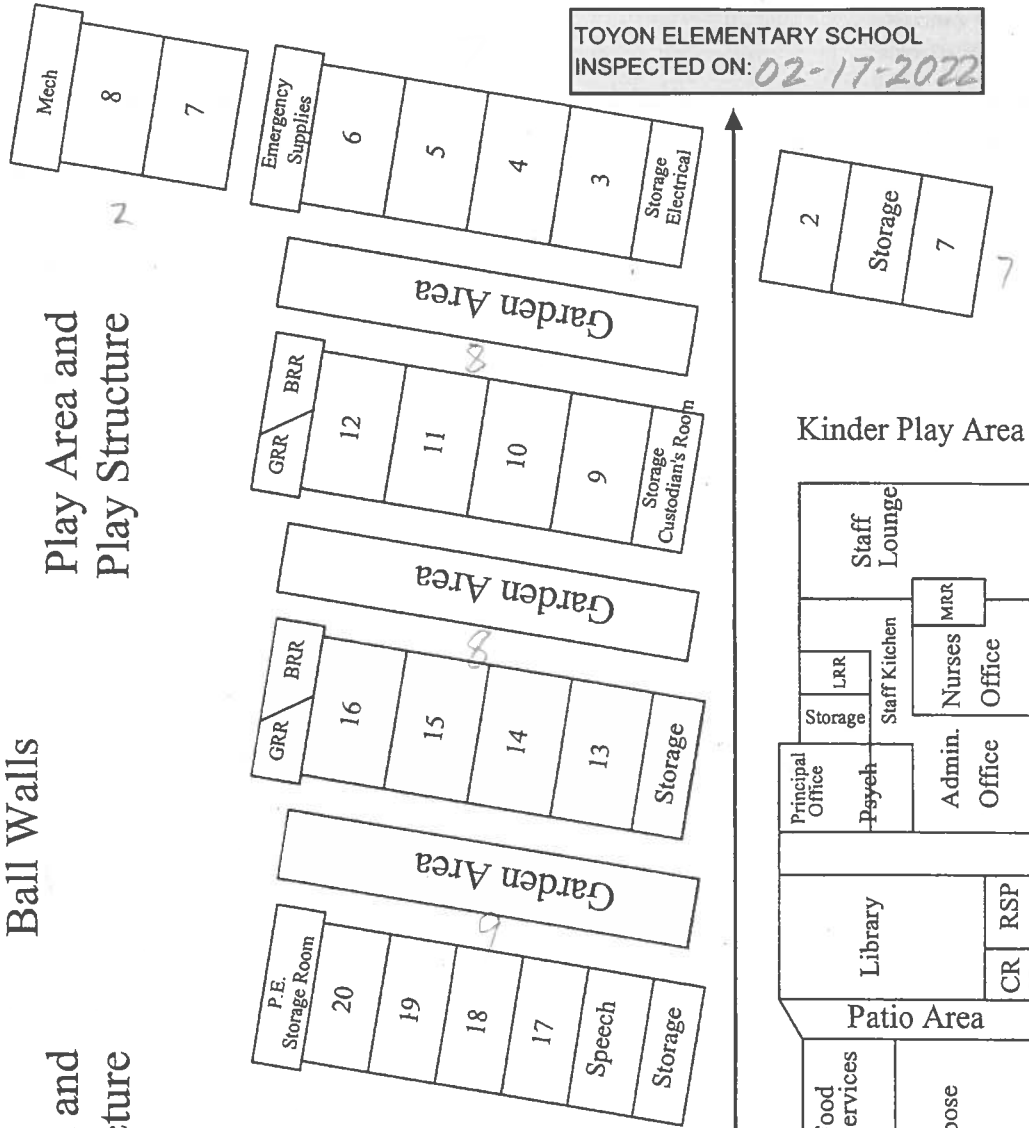 TOYON ELEMENTARY SCHOOL
INSPECTED ON: 02-17-2022
Mech
8
7
2
Emergency
Supplies
6
5
4
3
Storage
Electrical
Garden Area
8
GRR
BRR
12
11
10
9
Storage
Custodian's Room
Garden Area
8
GRR
BRR
16
15
14
13
Storage
Garden Area
9
P.E.
Storage Room
20
19
18
17
Speech
Storage
Play Area and
Play Structure
Ball Walls
and
cture
2
Storage
7
7
Kinder Play Area
Staff
Lounge
MRR
LRR
Storage
Staff Kitchen
Nurses
Office
Principal
Office
Psych
Admin.
Office
Library
CR
RSP
Patio Area
ood
ervices
oose